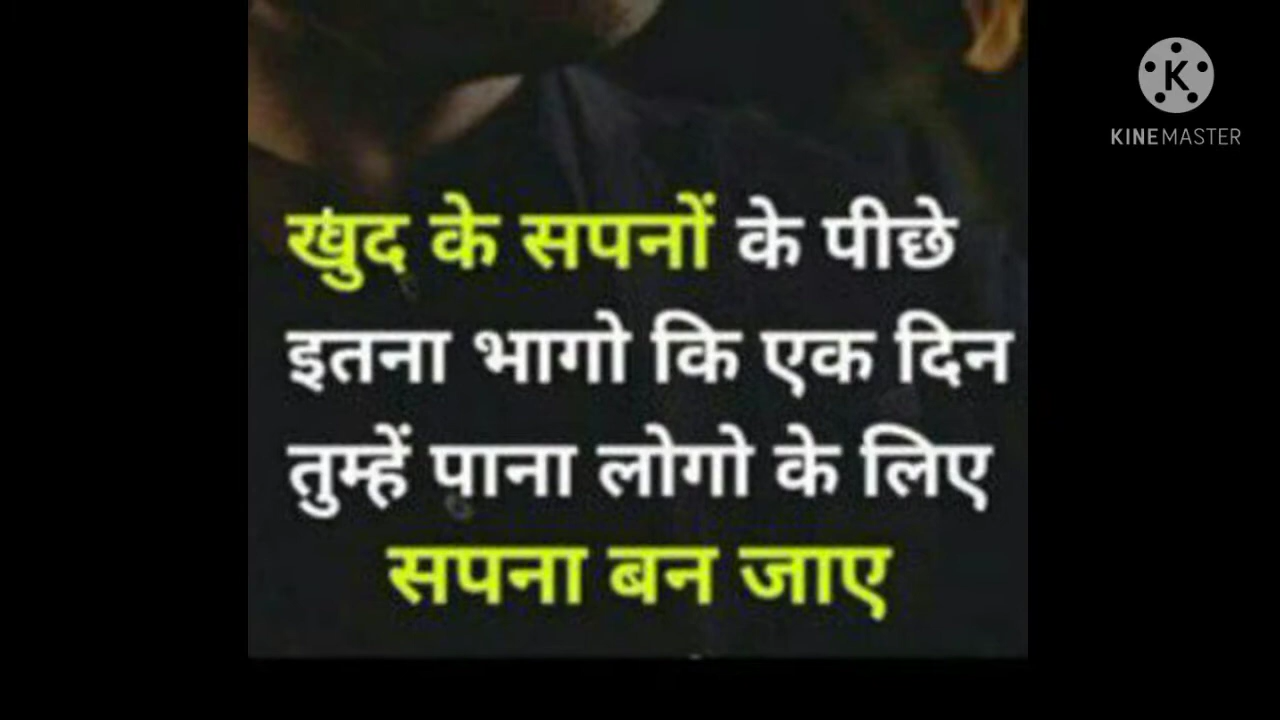 KINEMASTER
खुद के सपनों के पीछे
इतना भागो कि एक दिन
तुम्हें पाना लोगो के लिए
सपना बन जाए